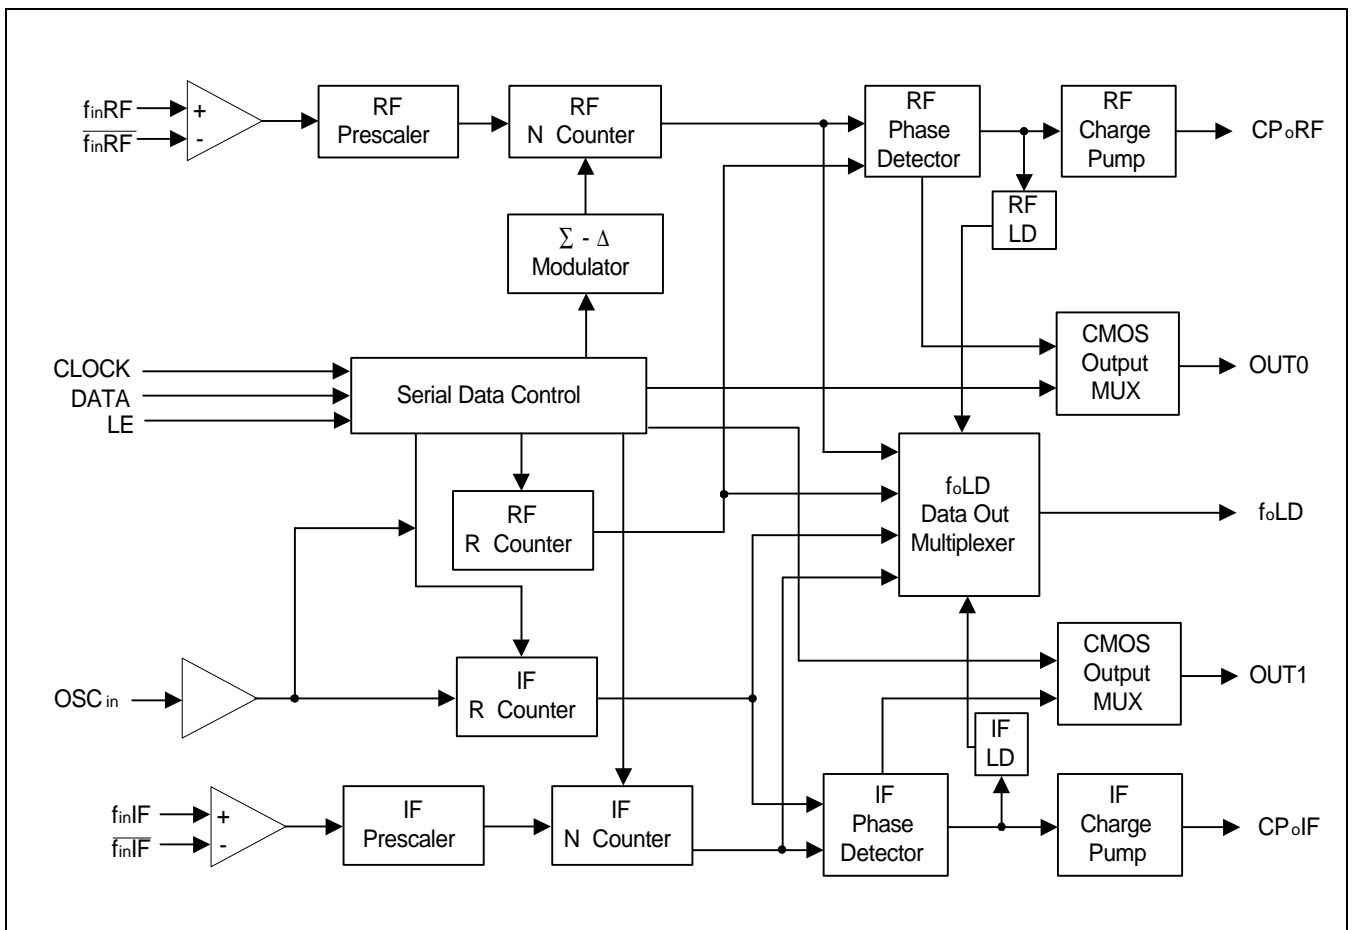 finRF
finRF
+
-
RF
Prescaler
RF
N Counter
RF
Phase
Detector
RF
Charge
Pump
CPoRF
RF
LD
Σ - Δ
Modulator
CLOCK
DATA
LE
Serial Data Control
CMOS
Output
MUX
OUT0
RF
R Counter
foLD
Data Out
Multiplexer
foLD
OSCin
IF
R Counter
CMOS
Output
MUX
OUT1
IF
LD
finIF
finIF
+
-
IF
Prescaler
IF
N Counter
IF
Phase
Detector
IF
Charge
Pump
CPoIF